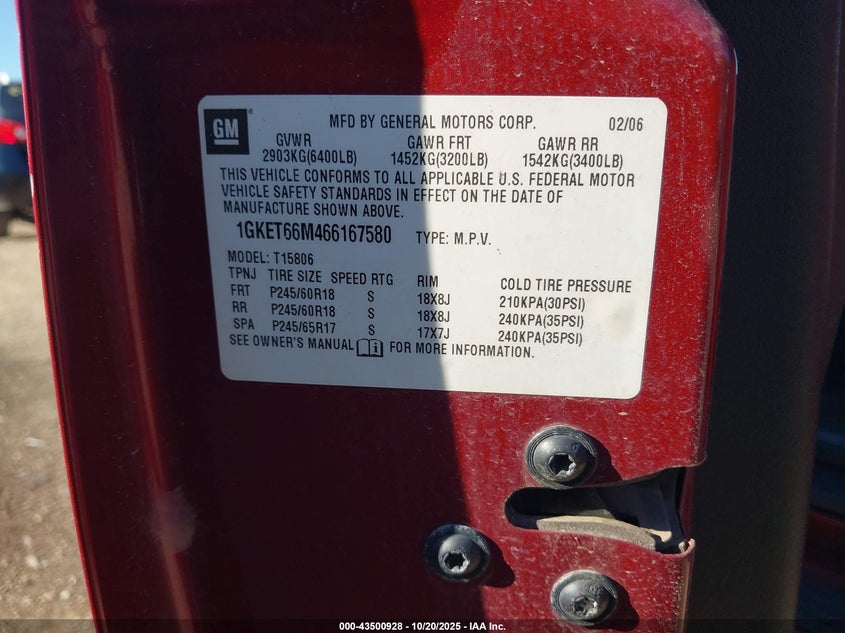 GM ®
MFD BY GENERAL MOTORS CORP. 02/06
GVWR GAWR FRT GAWR RR
2903KG(6400LB) 1452KG(3200LB) 1542KG(3400LB)
THIS VEHICLE CONFORMS TO ALL APPLICABLE U.S. FEDERAL MOTOR
VEHICLE SAFETY STANDARDS IN EFFECT ON THE DATE OF
MANUFACTURE SHOWN ABOVE.
1GKET66M466167580 TYPE: M.P.V.
MODEL: T15806
TPNJ TIRE SIZE SPEED RTG RIM COLD TIRE PRESSURE
FRT P245/60R18 S 18X8J 210KPA(30PSI)
RR P245/60R18 S 18X8J 240KPA(35PSI)
SPA P245/65R17 S 17X7J 240KPA(35PSI)
SEE OWNER'S MANUAL FOR MORE INFORMATION.
000-43500928 - 10/20/2025 - IAA Inc.